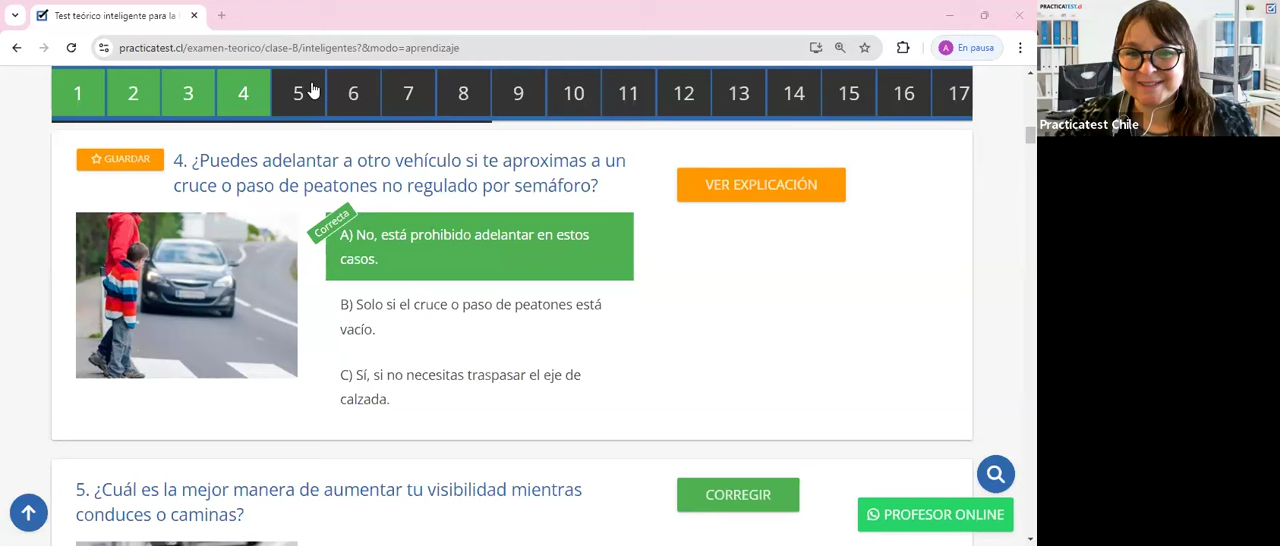 Test teórico inteligente para la
practicatest.cl/examen-teorico/clase-B/inteligentes?&modo=aprendizaje
En pausa
PRACTICATEST.cl
1 2 3 4 5 6 7 8 9 10 11 12 13 14 15 16 17
Practicatest Chile
GUARDAR
4. ¿Puedes adelantar a otro vehículo si te aproximas a un
cruce o paso de peatones no regulado por semáforo?
VER EXPLICACIÓN
Correcta
A) No, está prohibido adelantar en estos
casos.
B) Solo si el cruce o paso de peatones está
vacío.
C) Sí, si no necesitas traspasar el eje de
calzada.
5. ¿Cuál es la mejor manera de aumentar tu visibilidad mientras
conduces o caminas?
CORREGIR
PROFESOR ONLINE